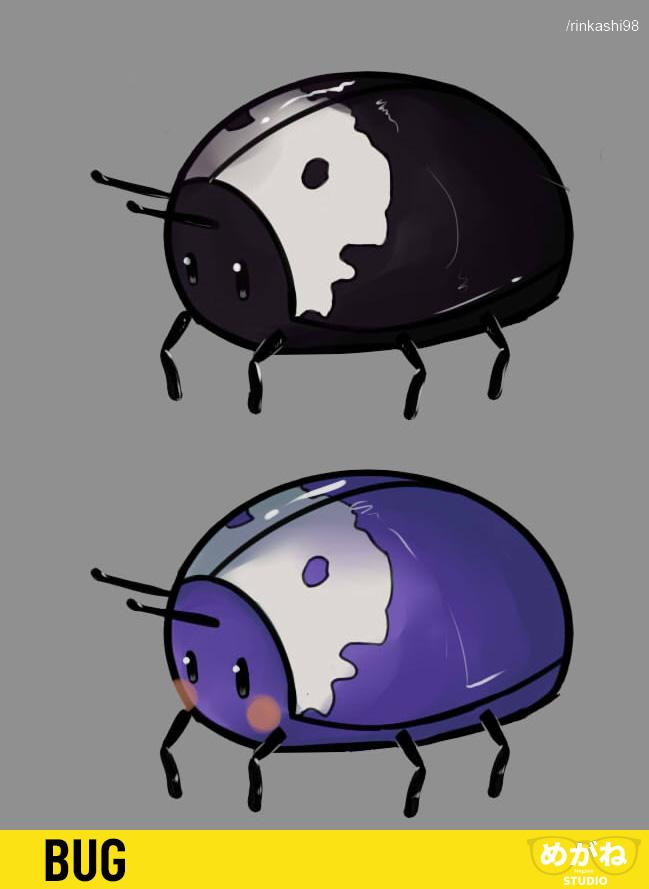 /rinkashi98
BUG
めがね
Megane
STUDIO